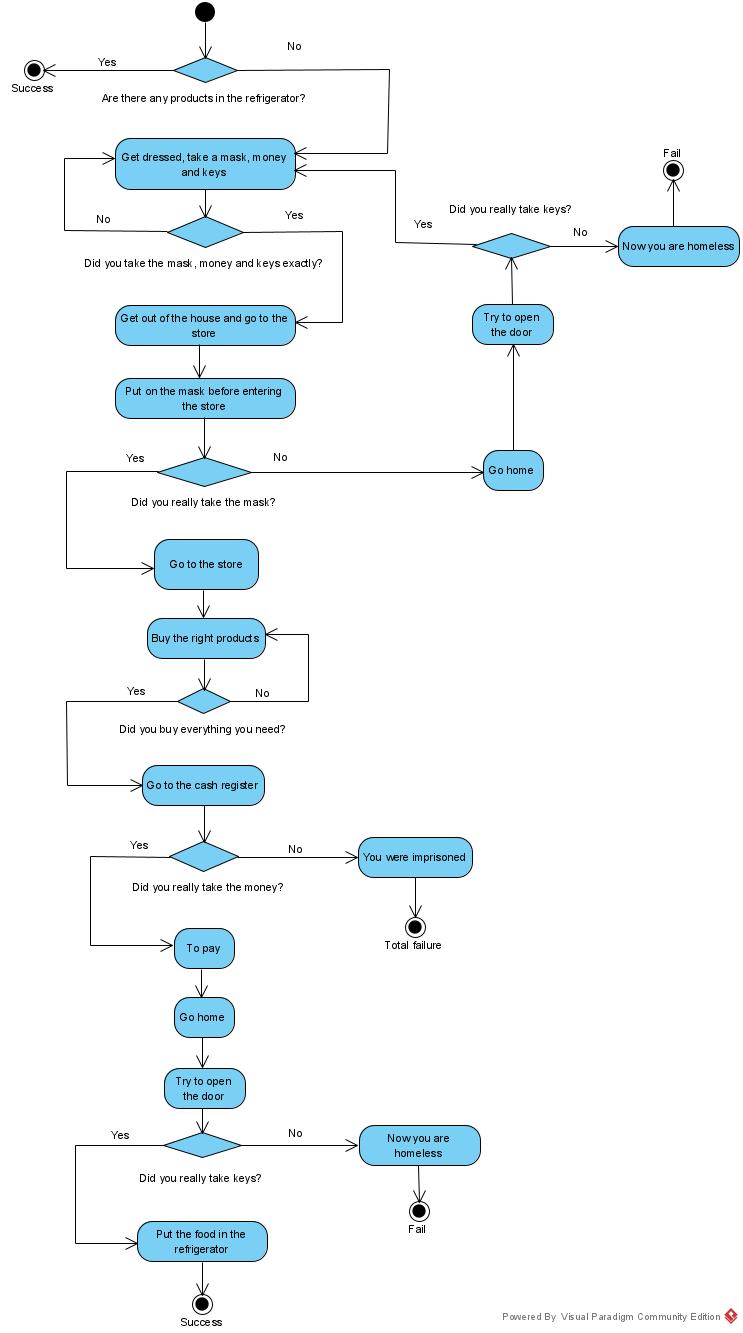 No
Yes
Success
Are there any products in the refrigerator?
Get dressed, take a mask, money
and keys
No
Yes
Did you take the mask, money and keys exactly?
Fail
Did you really take keys?
Yes
No
Now you are homeless
Get out of the house and go to the
store
Try to open
the door
Put on the mask before entering
the store
Yes
No
Go home
Did you really take the mask?
Go to the store
Buy the right products
Yes
No
Did you buy everything you need?
Go to the cash register
Yes
No
You were imprisoned
Did you really take the money?
Total failure
To pay
Go home
Try to open
the door
Yes
No
Now you are
homeless
Did you really take keys?
Fail
Put the food in the
refrigerator
Success
Powered By Visual Paradigm Community Edition